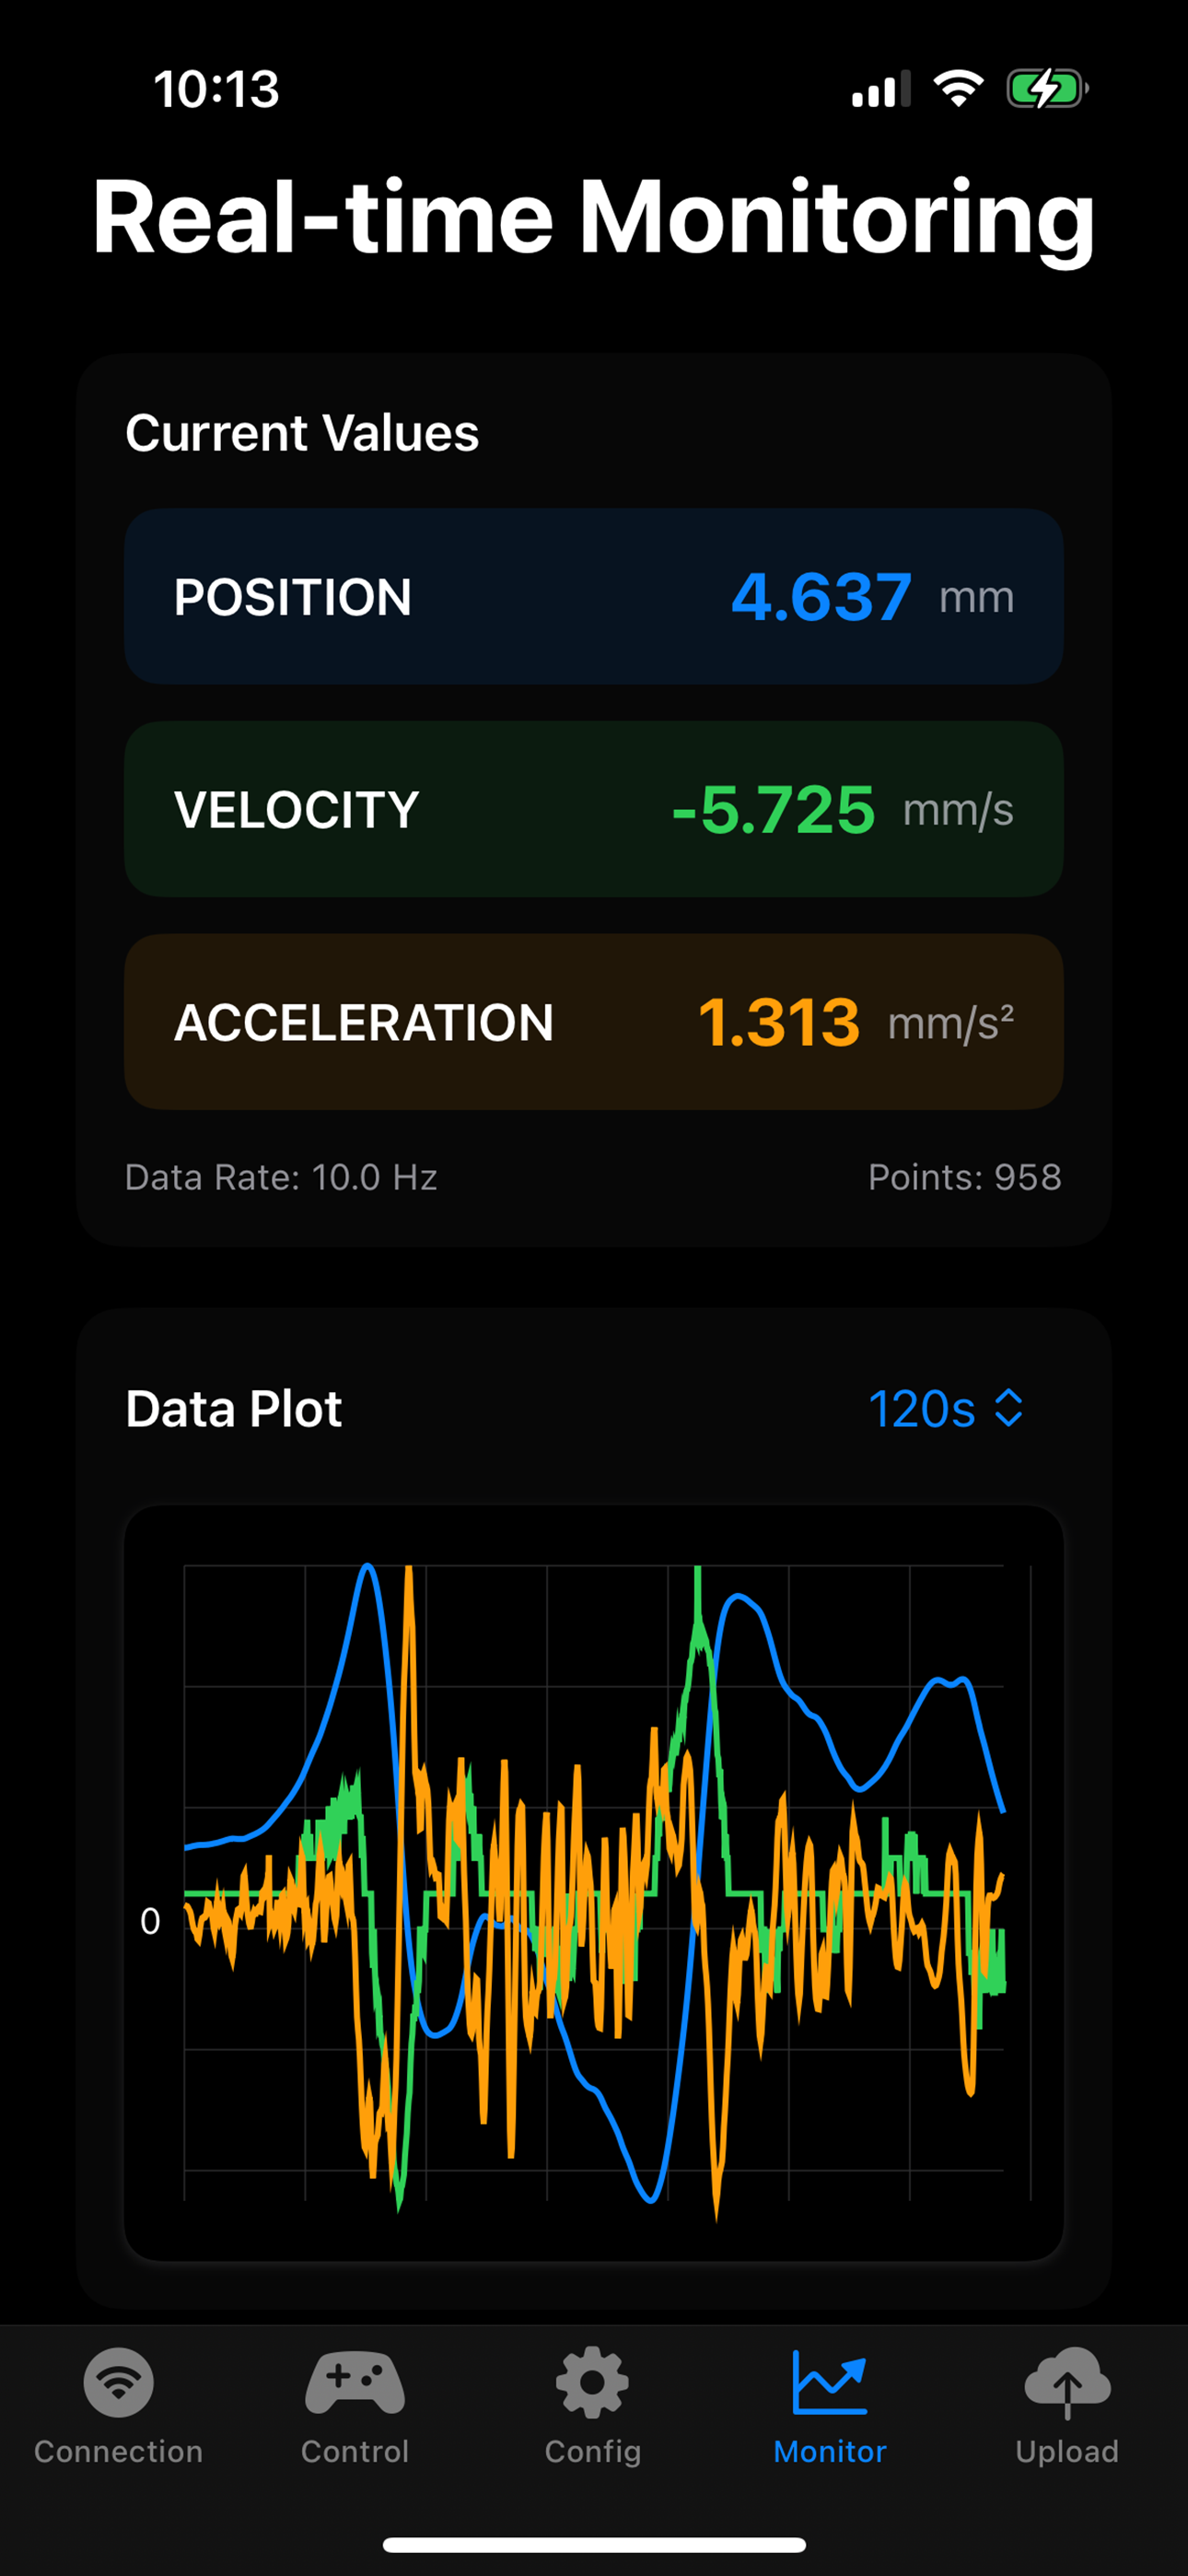 10:13
Real-time Monitoring
Current Values
POSITION 4.637 mm
VELOCITY -5.725 mm/s
ACCELERATION 1.313 mm/s²
Data Rate: 10.0 Hz Points: 958
Data Plot 120s
0
Connection Control Config Monitor Upload